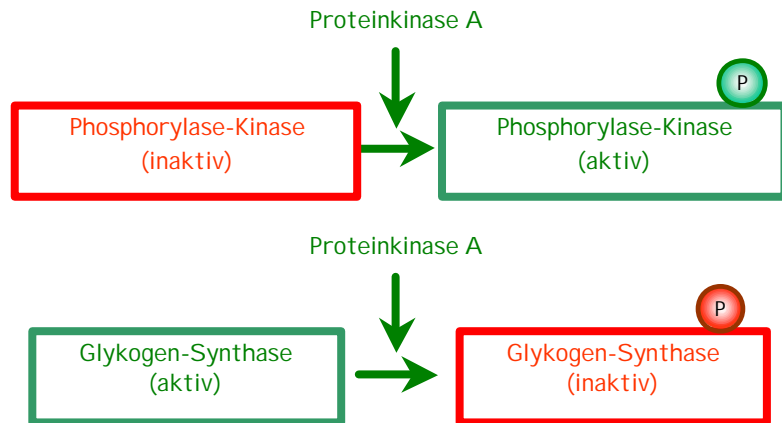 Proteinkinase A
P
Phosphorylase-Kinase
(inaktiv)
Phosphorylase-Kinase
(aktiv)
Proteinkinase A
P
Glykogen-Synthase
(aktiv)
Glykogen-Synthase
(inaktiv)